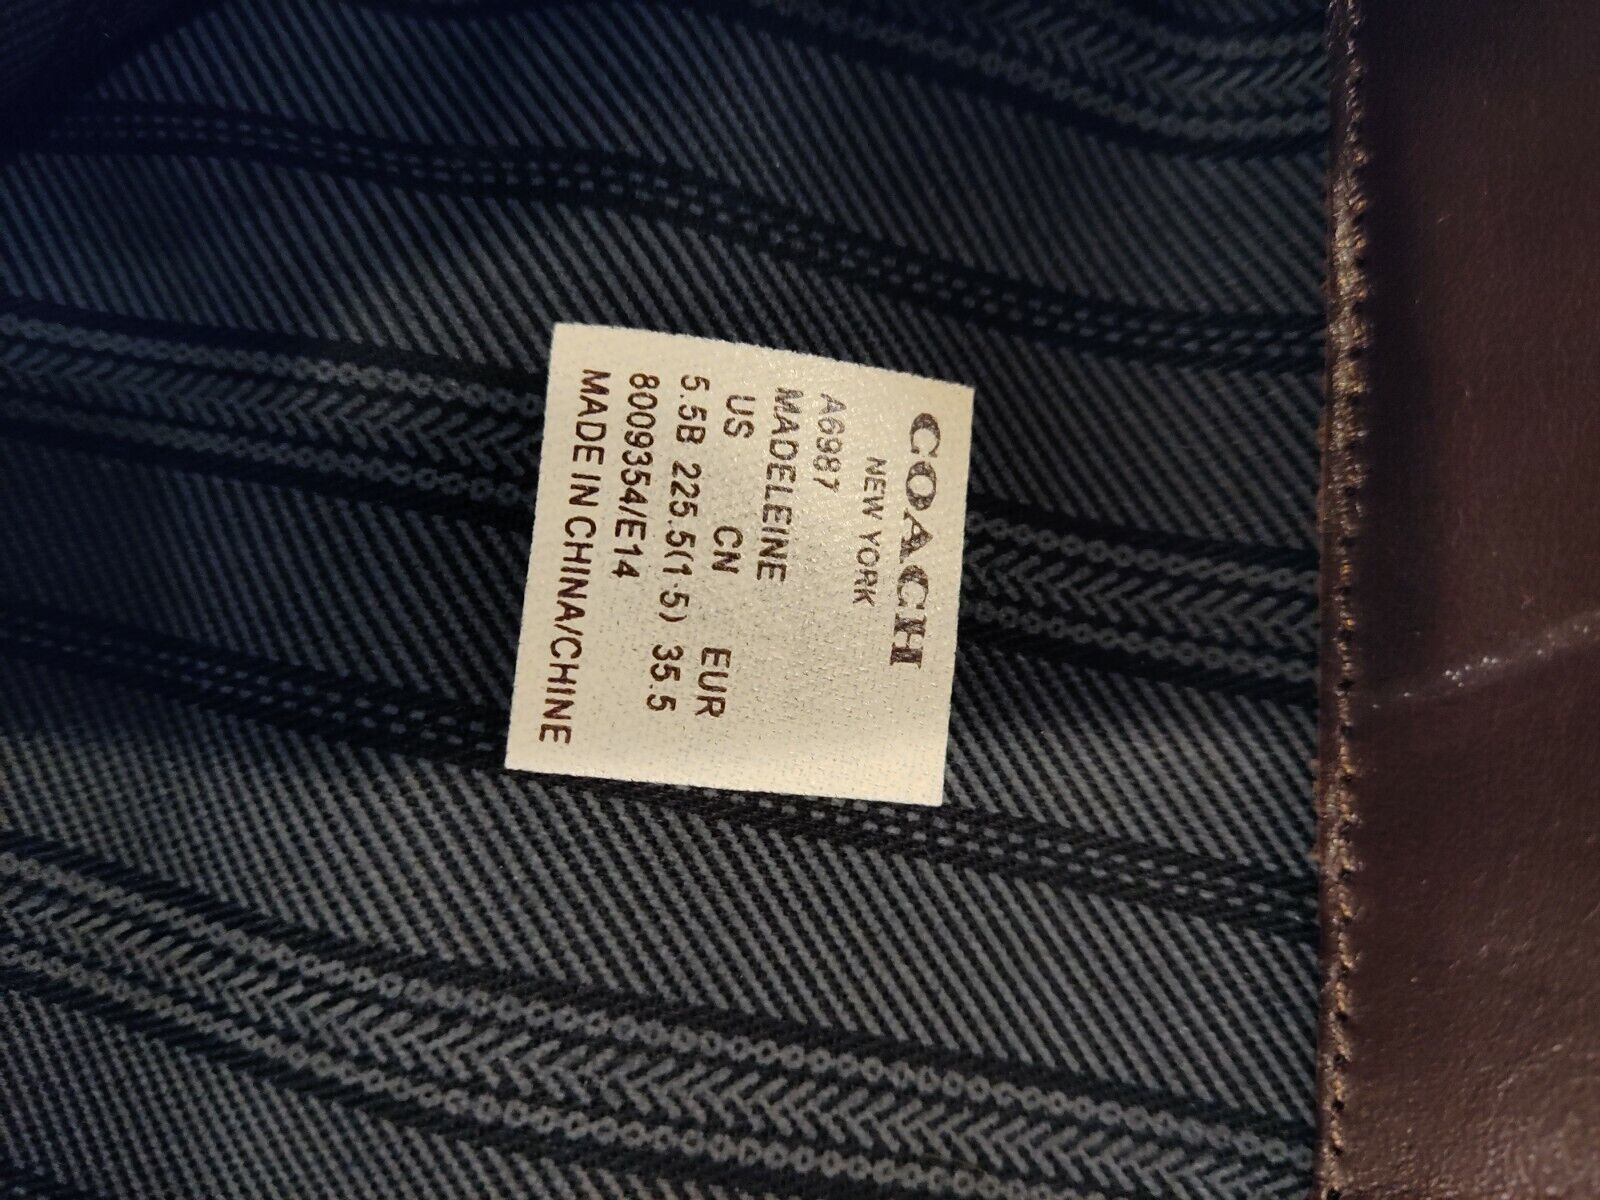 COACH
NEW YORK
A6987
MADELEINE
US CN EUR
5.5B 225.5(1.5) 35.5
8009354/E14
MADE IN CHINA/CHINE